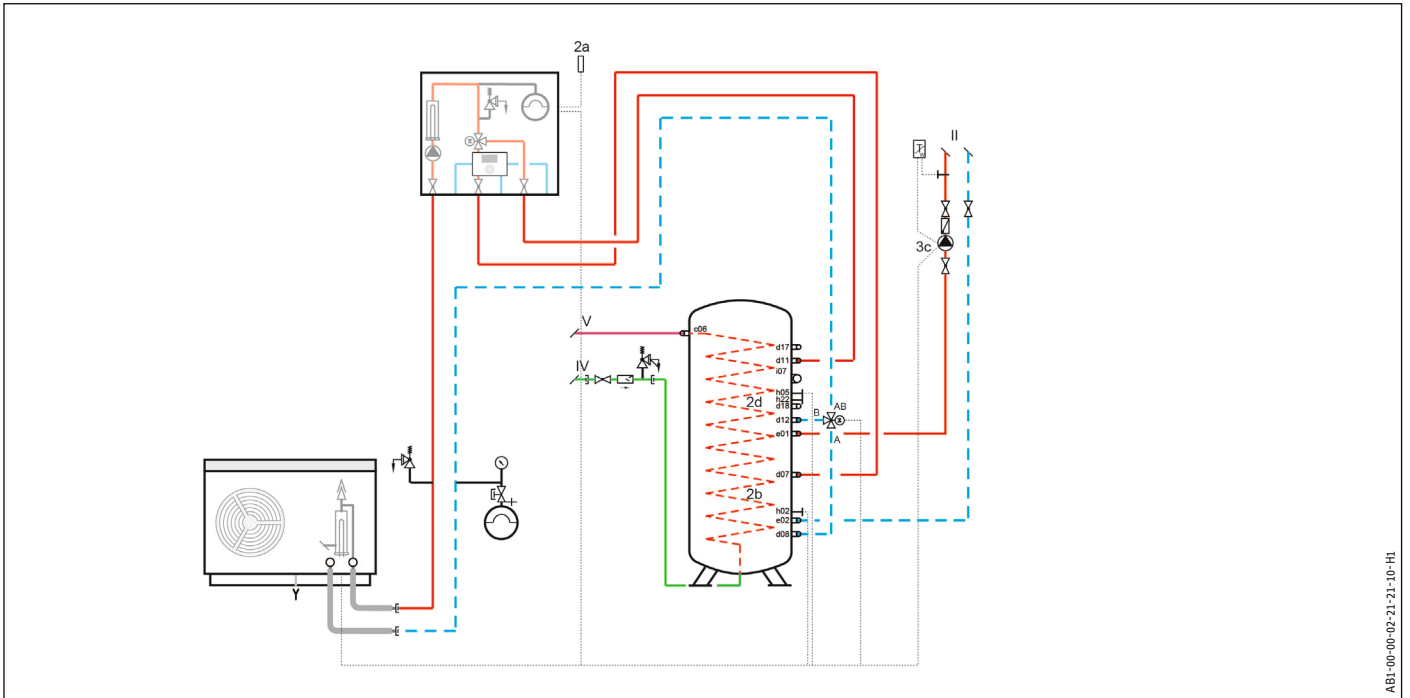 2a
II
T
w
3c
V
c06
d17
d11
i07
IV
h05
h22
2d
d18
AB
B
d12
e01
A
d07
2b
h02
e02
d08
AB1-00-00-02-21-21-10-H1